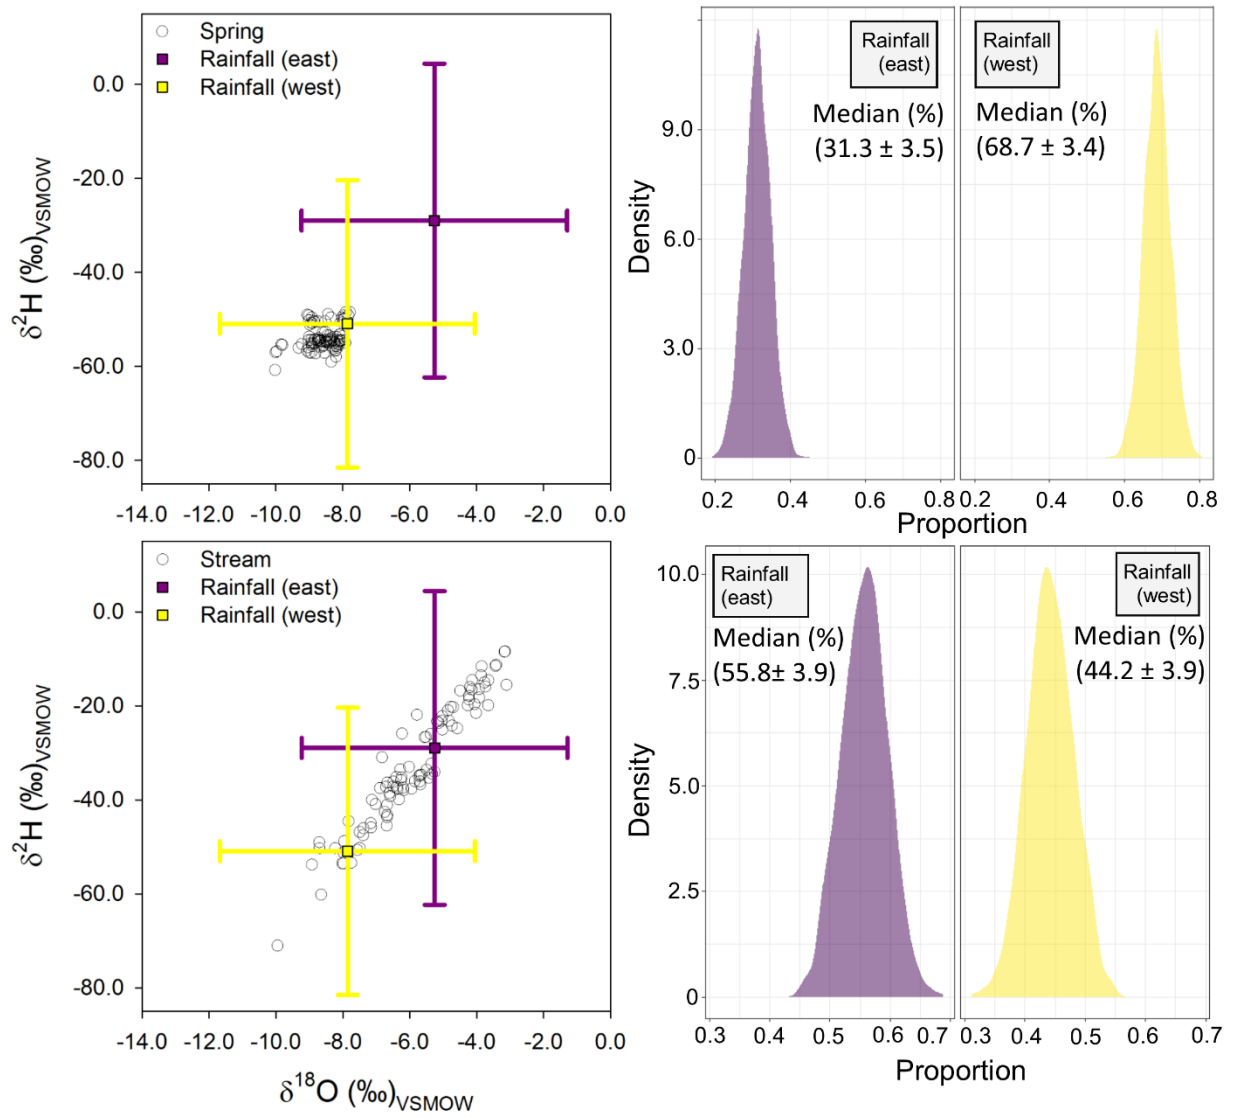 Spring
Rainfall (east)
Rainfall (west)
0.0
-20.0
-40.0
-60.0
-80.0
δ²H (‰)VSMOW
-14.0 -12.0 -10.0 -8.0 -6.0 -4.0 -2.0 0.0
Rainfall
(east)
Median (%)
(31.3 ± 3.5)
Rainfall
(west)
Median (%)
(68.7 ± 3.4)
9.0
6.0
3.0
0
Density
0.2 0.4 0.6 0.8
0.2 0.4 0.6 0.8
Proportion
Stream
Rainfall (east)
Rainfall (west)
0.0
-20.0
-40.0
-60.0
-80.0
δ²H (‰)VSMOW
-14.0 -12.0 -10.0 -8.0 -6.0 -4.0 -2.0 0.0
δ¹⁸O (‰)VSMOW
Rainfall
(east)
Median (%)
(55.8± 3.9)
Rainfall
(west)
Median (%)
(44.2 ± 3.9)
10.0
7.5
5.0
2.5
0
Density
0.3 0.4 0.5 0.6 0.7
0.3 0.4 0.5 0.6 0.7
Proportion